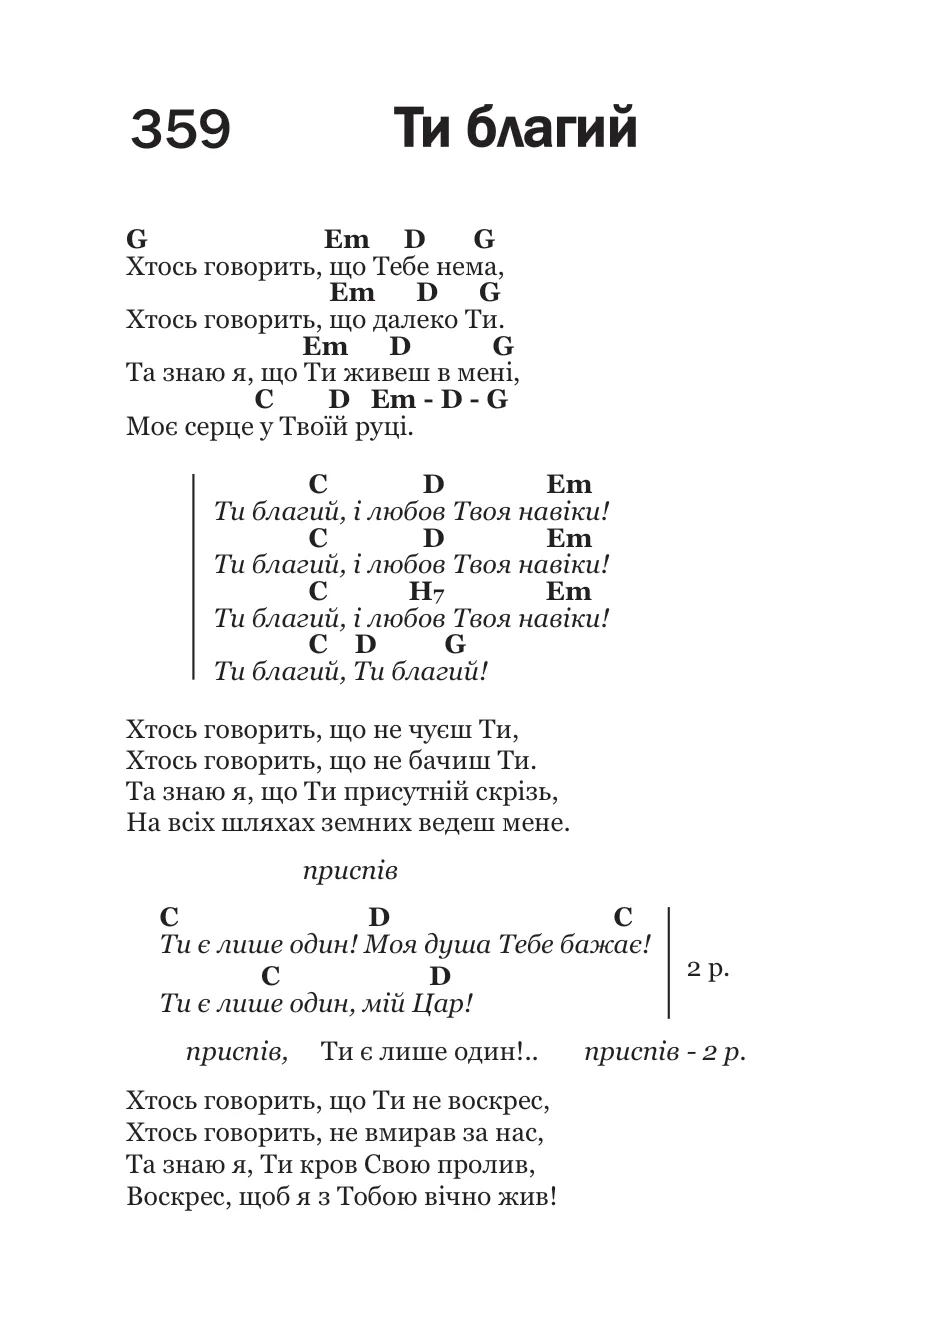 359 Ти благий
G Em D G
Хтось говорить, що Тебе нема,
Em D G
Хтось говорить, що далеко Ти.
Em D G
Та знаю я, що Ти живеш в мені,
C D Em - D - G
Моє серце у Твоїй руці.
C D Em
Ти благий, і любов Твоя навіки!
C D Em
Ти благий, і любов Твоя навіки!
C H7 Em
Ти благий, і любов Твоя навіки!
C D G
Ти благий, Ти благий!
Хтось говорить, що не чуєш Ти,
Хтось говорить, що не бачиш Ти.
Та знаю я, що Ти присутній скрізь,
На всіх шляхах земних ведеш мене.
приспів
C D C
Ти є лише один! Моя душа Тебе бажає!
2 р.
C D
Ти є лише один, мій Цар!
приспів, Ти є лише один!.. приспів - 2 р.
Хтось говорить, що Ти не воскрес,
Хтось говорить, не вмирав за нас,
Та знаю я, Ти кров Свою пролив,
Воскрес, щоб я з Тобою вічно жив!